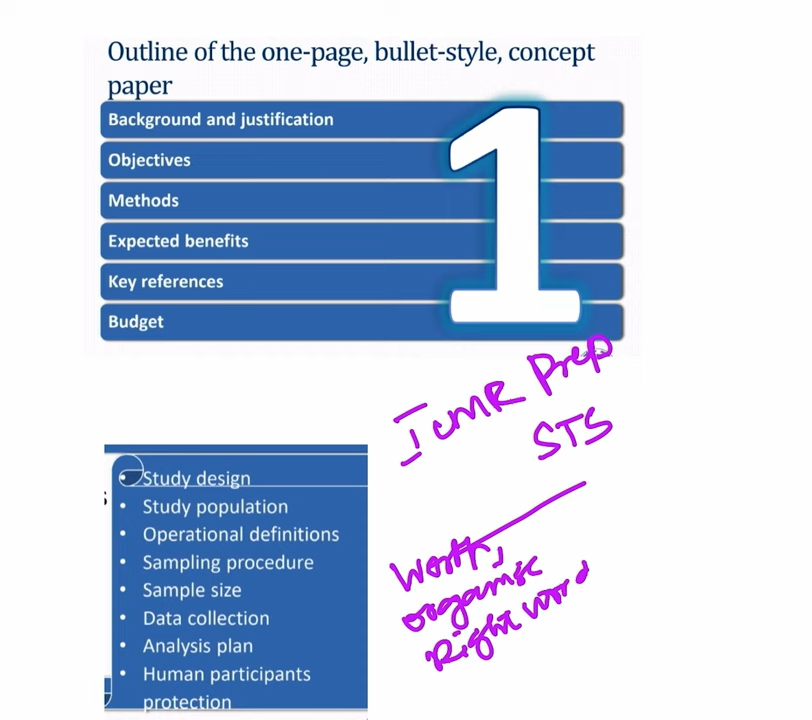 Outline of the one-page, bullet-style, concept
paper
Background and justification
Objectives
Methods
Expected benefits
Key references
Budget
1
ICMR Prep
STS
s
• Study design
• Study population
• Operational definitions
• Sampling procedure
• Sample size
• Data collection
• Analysis plan
• Human participants
protection
Right word